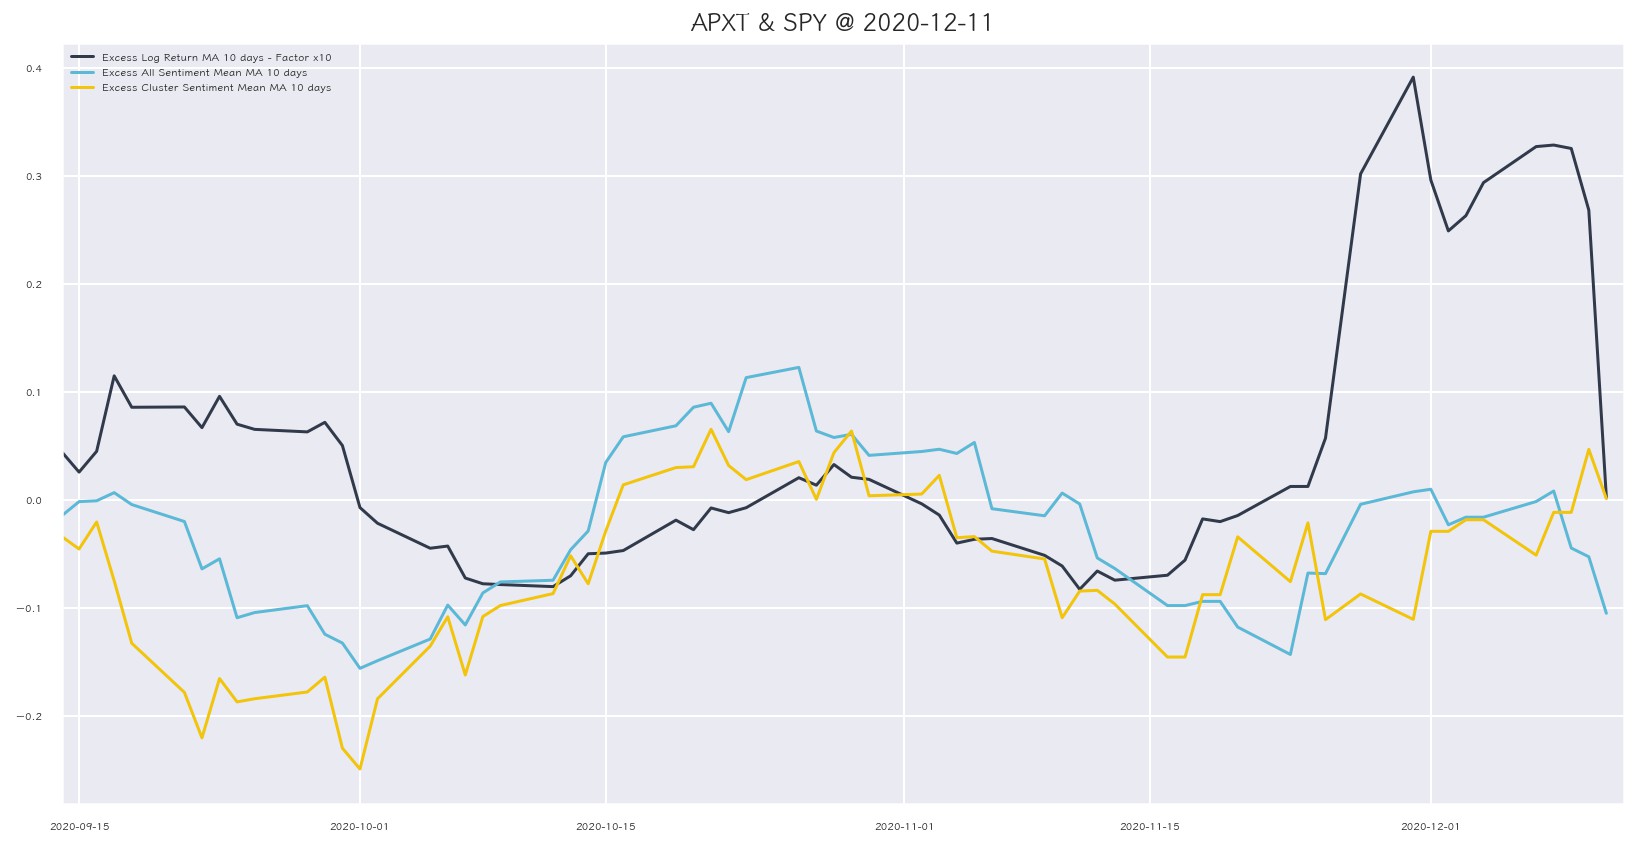 APXT & SPY @ 2020-12-11
Excess Log Return MA 10 days - Factor x10
Excess All Sentiment Mean MA 10 days
Excess Cluster Sentiment Mean MA 10 days
0.4
0.3
0.2
0.1
0.0
−0.1
−0.2
2020-09-15 2020-10-01 2020-10-15 2020-11-01 2020-11-15 2020-12-01